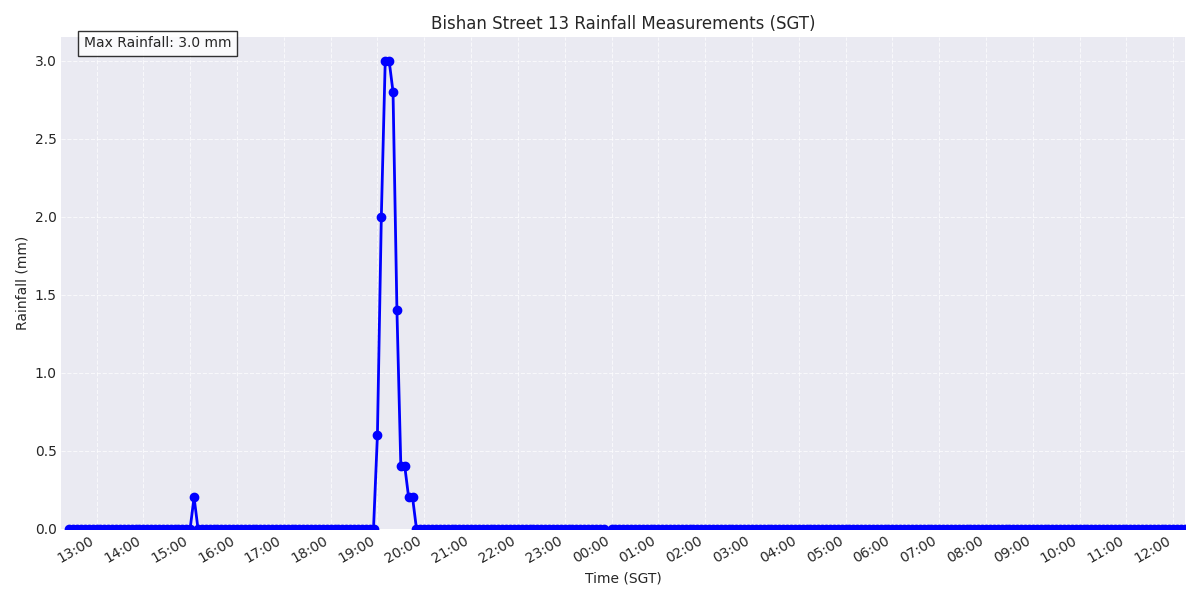 Bishan Street 13 Rainfall Measurements (SGT)
Max Rainfall: 3.0 mm
3.0
2.5
2.0
1.5
1.0
0.5
0.0
Rainfall (mm)
13:00 14:00 15:00 16:00 17:00 18:00 19:00 20:00 21:00 22:00 23:00 00:00 01:00 02:00 03:00 04:00 05:00 06:00 07:00 08:00 09:00 10:00 11:00 12:00
Time (SGT)